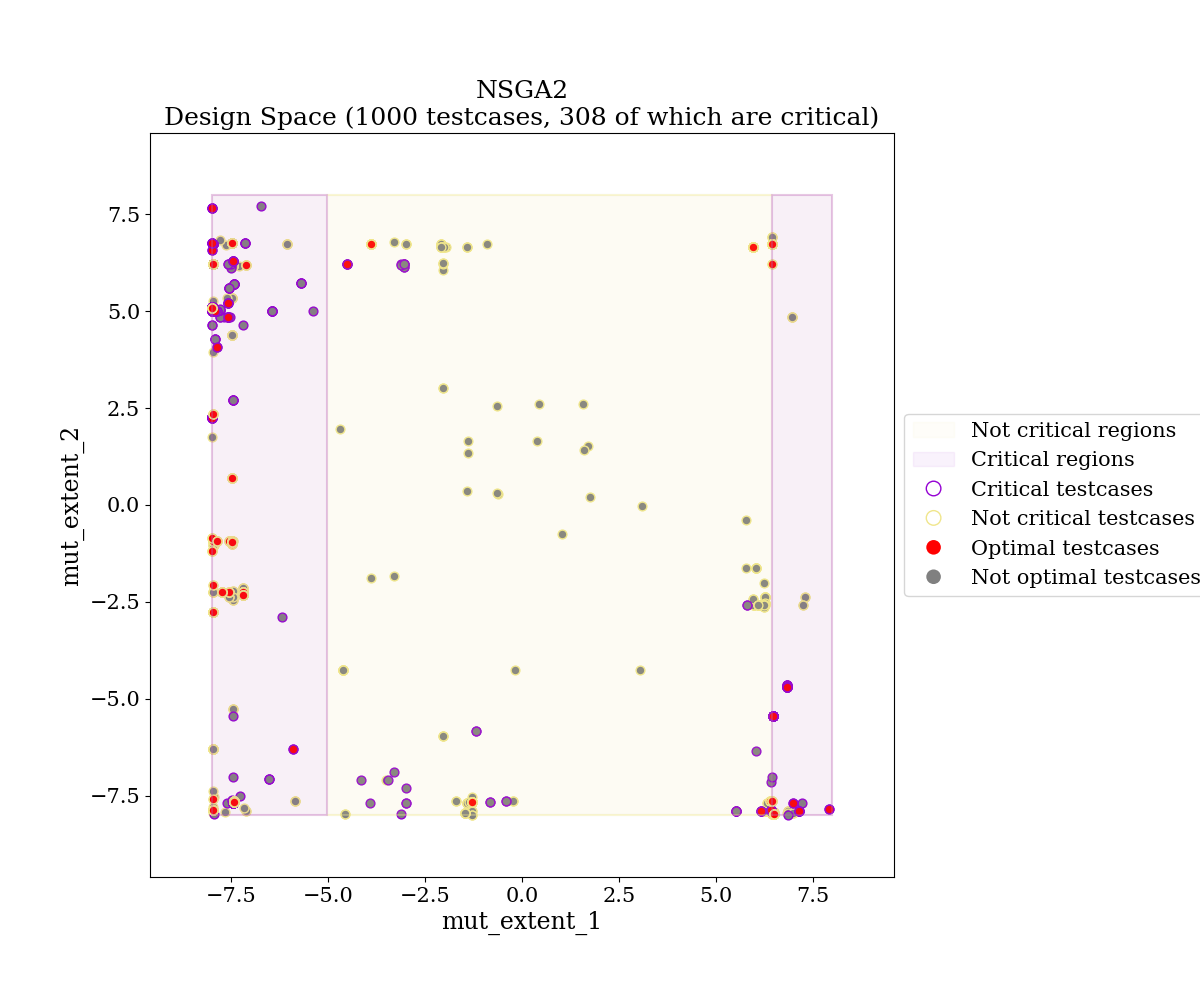 NSGA2
Design Space (1000 testcases, 308 of which are critical)
7.5
5.0
2.5
0.0
−2.5
−5.0
−7.5
mut_extent_2
−7.5 −5.0 −2.5 0.0 2.5 5.0 7.5
mut_extent_1
Not critical regions
Critical regions
Critical testcases
Not critical testcases
Optimal testcases
Not optimal testcases